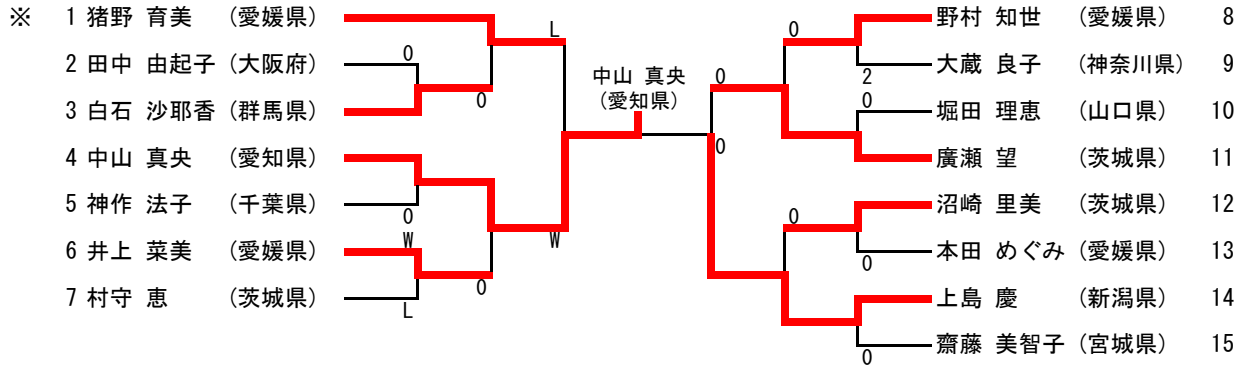 ※ 1 猪野 育美 (愛媛県)
2 田中 由起子 (大阪府)
3 白石 沙耶香 (群馬県)
4 中山 真央 (愛知県)
5 神作 法子 (千葉県)
6 井上 菜美 (愛媛県)
7 村守 恵 (茨城県)
L
0
0
0
W
W
0
L
中山 真央
(愛知県)
0
0
0
2
0
0
0
0
野村 知世 (愛媛県) 8
大蔵 良子 (神奈川県) 9
堀田 理恵 (山口県) 10
廣瀬 望 (茨城県) 11
沼崎 里美 (茨城県) 12
本田 めぐみ (愛媛県) 13
上島 慶 (新潟県) 14
齋藤 美智子 (宮城県) 15